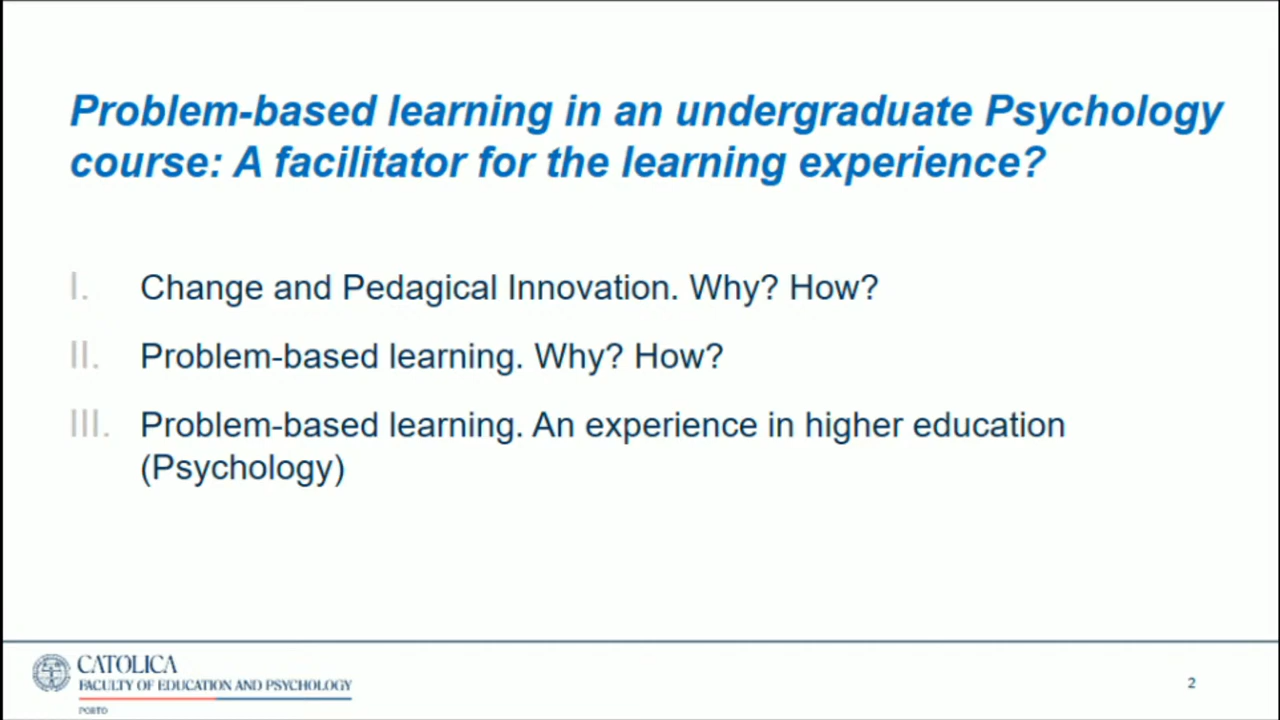 Problem-based learning in an undergraduate Psychology
course: A facilitator for the learning experience?
I. Change and Pedagical Innovation. Why? How?
II. Problem-based learning. Why? How?
III. Problem-based learning. An experience in higher education
(Psychology)
CATOLICA
FACULTY OF EDUCATION AND PSYCHOLOGY
PORTO
2